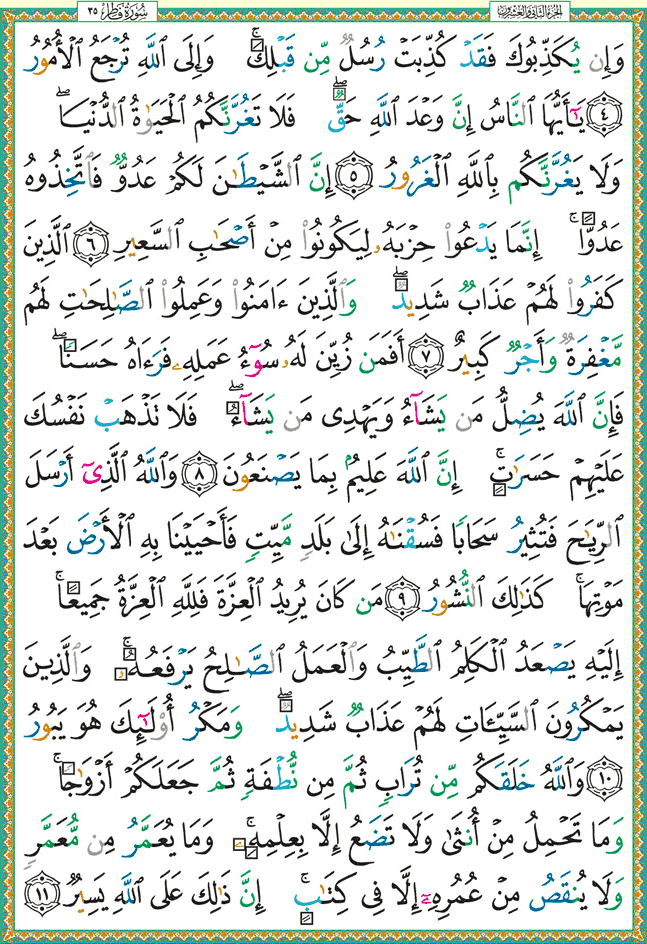 سُورَةُ فَاطِرٍ ٣٥ الجزء الثاني والعشرون
وَإِن يُكَذِّبُوكَ فَقَدْ كُذِّبَتْ رُسُلٌ مِّن قَبْلِكَ ۚ وَإِلَى ٱللَّهِ تُرْجَعُ ٱلْأُمُورُ
٤ يَٰٓأَيُّهَا ٱلنَّاسُ إِنَّ وَعْدَ ٱللَّهِ حَقٌّ ۖ فَلَا تَغُرَّنَّكُمُ ٱلْحَيَوٰةُ ٱلدُّنْيَا ۖ
وَلَا يَغُرَّنَّكُم بِٱللَّهِ ٱلْغَرُورُ ٥ إِنَّ ٱلشَّيْطَٰنَ لَكُمْ عَدُوٌّ فَٱتَّخِذُوهُ
عَدُوًّا ۚ إِنَّمَا يَدْعُوا۟ حِزْبَهُۥ لِيَكُونُوا۟ مِنْ أَصْحَٰبِ ٱلسَّعِيرِ ٦ ٱلَّذِينَ
كَفَرُوا۟ لَهُمْ عَذَابٌ شَدِيدٌ ۖ وَٱلَّذِينَ ءَامَنُوا۟ وَعَمِلُوا۟ ٱلصَّٰلِحَٰتِ لَهُم
مَّغْفِرَةٌ وَأَجْرٌ كَبِيرٌ ٧ أَفَمَن زُيِّنَ لَهُۥ سُوٓءُ عَمَلِهِۦ فَرَءَاهُ حَسَنًا ۖ
فَإِنَّ ٱللَّهَ يُضِلُّ مَن يَشَآءُ وَيَهْدِى مَن يَشَآءُ ۖ فَلَا تَذْهَبْ نَفْسُكَ
عَلَيْهِمْ حَسَرَٰتٍ ۚ إِنَّ ٱللَّهَ عَلِيمٌۢ بِمَا يَصْنَعُونَ ٨ وَٱللَّهُ ٱلَّذِىٓ أَرْسَلَ
ٱلرِّيَٰحَ فَتُثِيرُ سَحَابًا فَسُقْنَٰهُ إِلَىٰ بَلَدٍ مَّيِّتٍ فَأَحْيَيْنَا بِهِ ٱلْأَرْضَ بَعْدَ
مَوْتِهَا ۚ كَذَٰلِكَ ٱلنُّشُورُ ٩ مَن كَانَ يُرِيدُ ٱلْعِزَّةَ فَلِلَّهِ ٱلْعِزَّةُ جَمِيعًا ۚ
إِلَيْهِ يَصْعَدُ ٱلْكَلِمُ ٱلطَّيِّبُ وَٱلْعَمَلُ ٱلصَّٰلِحُ يَرْفَعُهُۥ ۚ وَٱلَّذِينَ
يَمْكُرُونَ ٱلسَّيِّـَٔاتِ لَهُمْ عَذَابٌ شَدِيدٌ ۖ وَمَكْرُ أُو۟لَٰٓئِكَ هُوَ يَبُورُ
١٠ وَٱللَّهُ خَلَقَكُم مِّن تُرَابٍ ثُمَّ مِن نُّطْفَةٍ ثُمَّ جَعَلَكُمْ أَزْوَٰجًا ۚ
وَمَا تَحْمِلُ مِنْ أُنثَىٰ وَلَا تَضَعُ إِلَّا بِعِلْمِهِۦ ۚ وَمَا يُعَمَّرُ مِن مُّعَمَّرٍ
وَلَا يُنقَصُ مِنْ عُمُرِهِۦٓ إِلَّا فِى كِتَٰبٍ ۚ إِنَّ ذَٰلِكَ عَلَى ٱللَّهِ يَسِيرٌ ١١